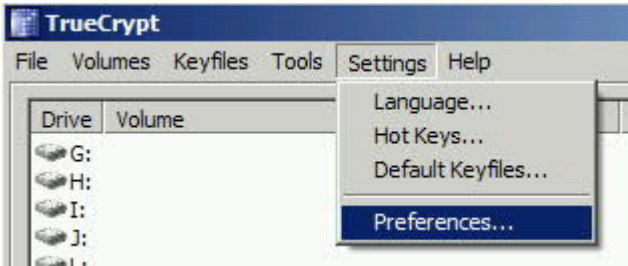 TrueCrypt
File Volumes Keyfiles Tools Settings Help
Language...
Hot Keys...
Default Keyfiles...
Preferences...
Drive Volume
G:
H:
I:
J: